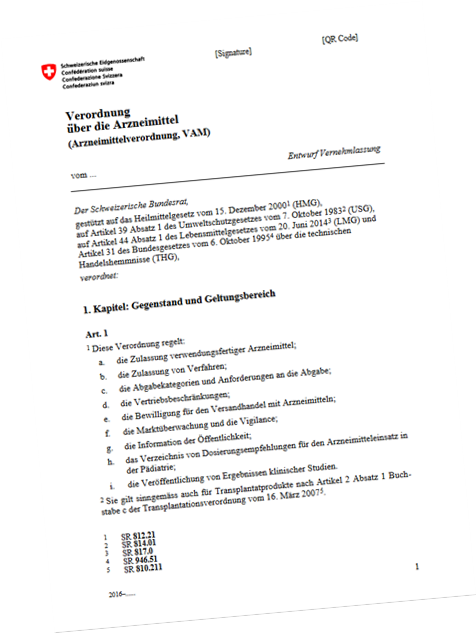 [QR Code]
[Signature]
Schweizerische Eidgenossenschaft
Confédération suisse
Confederazione Svizzera
Confederaziun svizra
Verordnung
über die Arzneimittel
(Arzneimittelverordnung, VAM)
Entwurf Vernehmlassung
vom ...
Der Schweizerische Bundesrat,
gestützt auf das Heilmittelgesetz vom 15. Dezember 2000¹ (HMG),
auf Artikel 39 Absatz 1 des Umweltschutzgesetzes vom 7. Oktober 1983² (USG),
auf Artikel 44 Absatz 1 des Lebensmittelgesetzes vom 20. Juni 2014³ (LMG) und
Artikel 31 des Bundesgesetzes vom 6. Oktober 1995⁴ über die technischen
Handelshemmnisse (THG),
verordnet:
1. Kapitel: Gegenstand und Geltungsbereich
Art. 1
¹ Diese Verordnung regelt:
a. die Zulassung verwendungsfertiger Arzneimittel;
b. die Zulassung von Verfahren;
c. die Abgabekategorien und Anforderungen an die Abgabe;
d. die Vertriebsbeschränkungen;
e. die Bewilligung für den Versandhandel mit Arzneimitteln;
f. die Marktüberwachung und die Vigilance;
g. die Information der Öffentlichkeit;
h. das Verzeichnis von Dosierungsempfehlungen für den Arzneimitteleinsatz in
der Pädiatrie;
i. die Veröffentlichung von Ergebnissen klinischer Studien.
² Sie gilt sinngemäss auch für Transplantatprodukte nach Artikel 2 Absatz 1 Buch-
stabe c der Transplantationsverordnung vom 16. März 2007⁵.
1 SR 812.21
2 SR 814.01
3 SR 817.0
4 SR 946.51
5 SR 810.211
1
2016–......